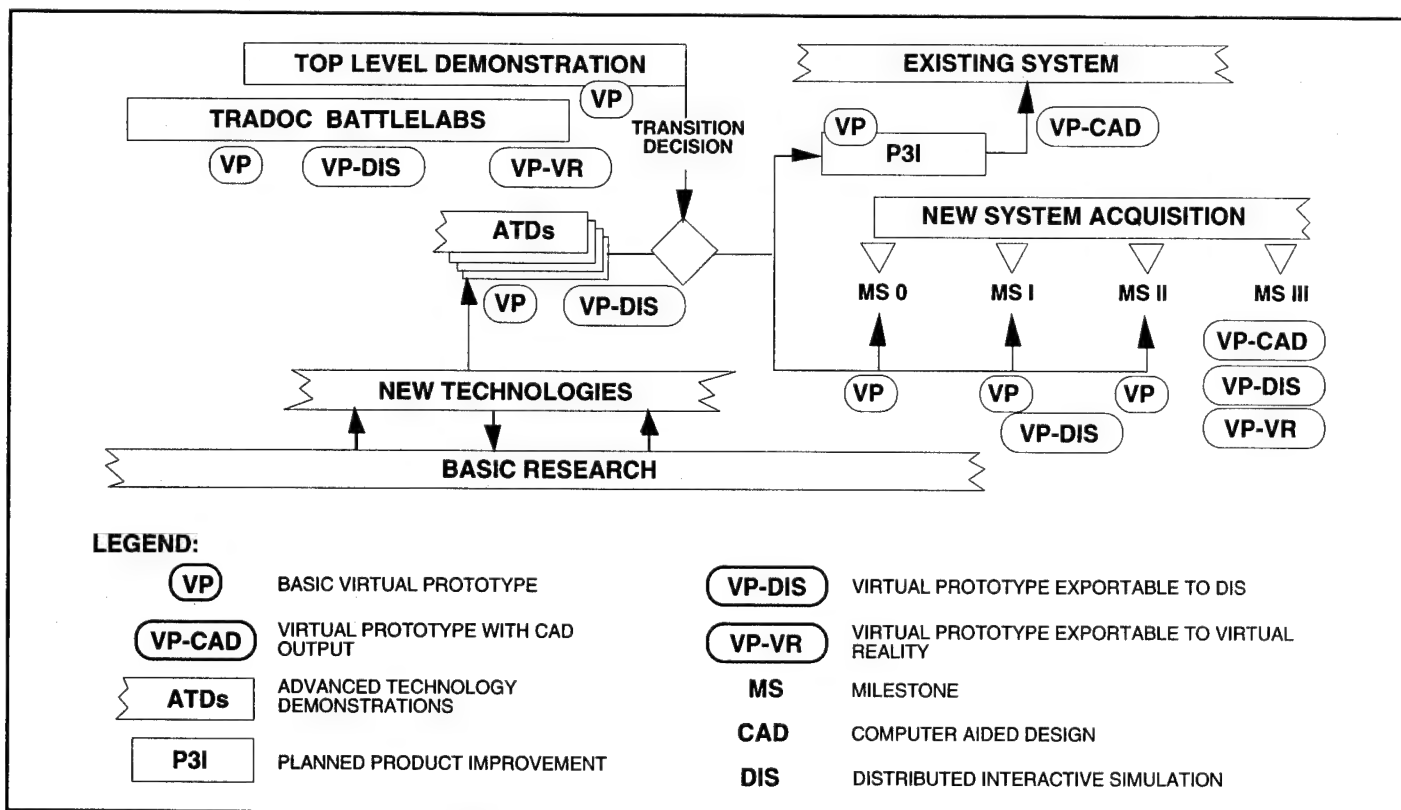 TOP LEVEL DEMONSTRATION
VP
TRADOC BATTLELABS
VP
VP-DIS
VP-VR
TRANSITION
DECISION
EXISTING SYSTEM
VP
P3I
VP-CAD
ATDs
VP
VP-DIS
NEW SYSTEM ACQUISITION
MS 0
MS I
MS II
MS III
VP
VP
VP-DIS
VP
VP-CAD
VP-DIS
VP-VR
NEW TECHNOLOGIES
BASIC RESEARCH
LEGEND:
VP
BASIC VIRTUAL PROTOTYPE
VP-CAD
VIRTUAL PROTOTYPE WITH CAD
OUTPUT
ATDs
ADVANCED TECHNOLOGY
DEMONSTRATIONS
P3I
PLANNED PRODUCT IMPROVEMENT
VP-DIS
VIRTUAL PROTOTYPE EXPORTABLE TO DIS
VP-VR
VIRTUAL PROTOTYPE EXPORTABLE TO VIRTUAL
REALITY
MS
MILESTONE
CAD
COMPUTER AIDED DESIGN
DIS
DISTRIBUTED INTERACTIVE SIMULATION